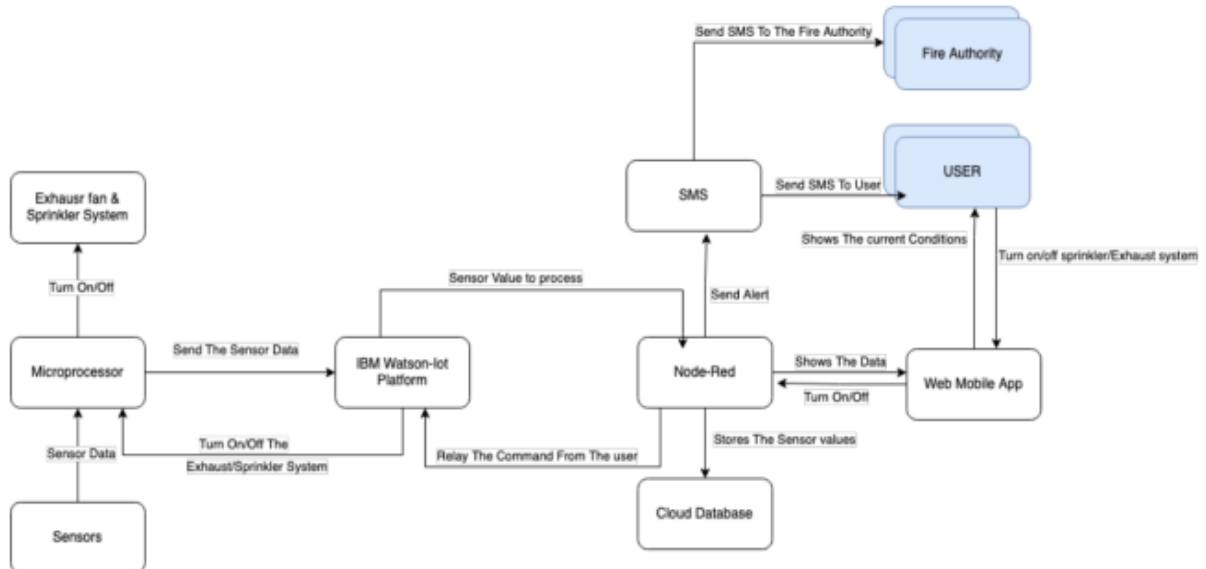 Send SMS To The Fire Authority
Fire Authority
USER
SMS
Send SMS To User
Exhausr fan &
Sprinkler System
Shows The current Conditions
Turn on/off sprinkler/Exhaust system
Sensor Value to process
Turn On/Off
Send Alert
Send The Sensor Data
Microprocessor
IBM Watson-Iot
Platform
Node-Red
Shows The Data
Web Mobile App
Turn On/Off
Sensor Data
Turn On/Off The
Exhaust/Sprinkler System
Relay The Command From The user
Stores The Sensor values
Cloud Database
Sensors